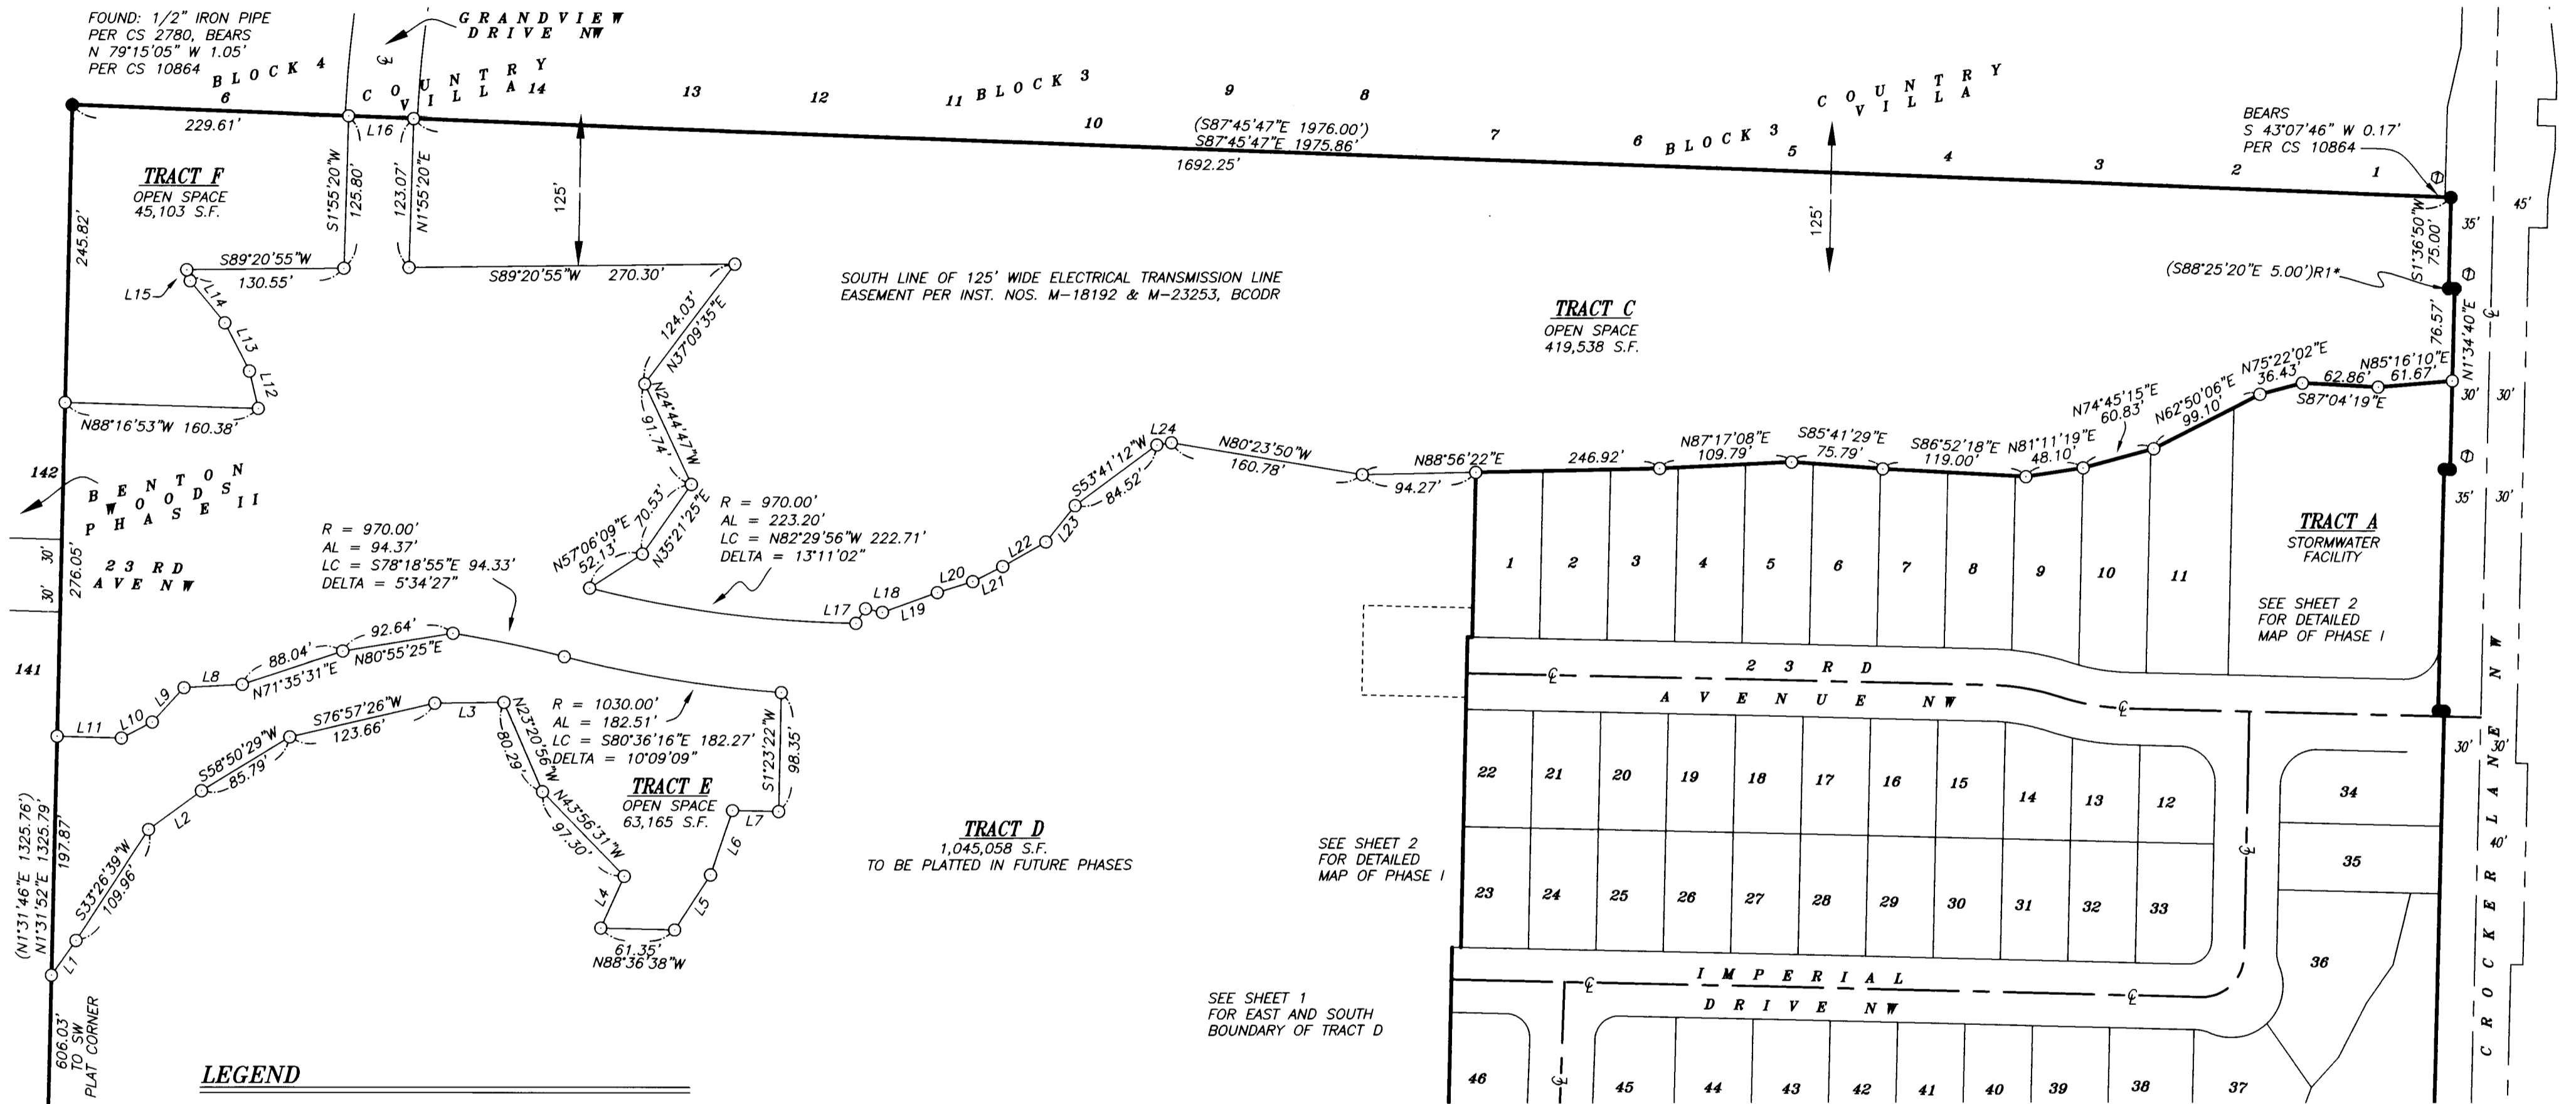 FOUND: 1/2" IRON PIPE
PER CS 2780, BEARS
N 79°15'05" W 1.05'
PER CS 10864
BLOCK 4
6
229.61'
GRANDVIEW
DRIVE NW
COUNTRY
VILLA
L16
14
13
12
11 BLOCK 3
10
9
8
(S87°45'47"E 1976.00')
S87°45'47"E 1975.86'
1692.25'
7
6 BLOCK 3
5
COUNTRY
VILLA
4
3
2
1
BEARS
S 43°07'46" W 0.17'
PER CS 10864
45'
35'
S1°36'50"W
75.00'
(S88°25'20"E 5.00')R1*
76.57'
N1°34'40"E
30'
30'
35'
30'
TRACT F
OPEN SPACE
45,103 S.F.
245.82'
S1°55'20"W
125.80'
123.07'
N1°55'20"E
125'
125'
S89°20'55"W
130.55'
S89°20'55"W 270.30'
L15
L14
L13
L12
N88°16'53"W 160.38'
124.03'
N37°09'35"E
SOUTH LINE OF 125' WIDE ELECTRICAL TRANSMISSION LINE
EASEMENT PER INST. NOS. M-18192 & M-23253, BCODR
TRACT C
OPEN SPACE
419,538 S.F.
N24°44'47"W
91.74'
70.53'
N35°21'25"E
N57°06'09"E
52.13'
R = 970.00'
AL = 223.20'
LC = N82°29'56"W 222.71'
DELTA = 13°11'02"
L17
L18
L19
L20
L21
L22
L23
S53°41'12"W
84.52'
L24
N80°23'50"W
160.78'
N88°56'22"E
94.27'
246.92'
N87°17'08"E
109.79'
S85°41'29"E
75.79'
S86°52'18"E
119.00'
N81°11'19"E
48.10'
N74°45'15"E
60.83'
N62°50'06"E
99.10'
N75°22'02"E
36.43'
62.86'
S87°04'19"E
N85°16'10"E
61.67'
142
BENTON
WOODS
PHASE II
30'
30'
276.05'
23RD
AVE NW
141
R = 970.00'
AL = 94.37'
LC = S78°18'55"E 94.33'
DELTA = 5°34'27"
L11
L10
L9
L8
88.04'
N71°35'31"E
92.64'
N80°55'25"E
S76°57'26"W
123.66'
S58°50'29"W
85.79'
L3
N23°20'56"W
80.29'
N43°56'31"W
97.30'
R = 1030.00'
AL = 182.51'
LC = S80°36'16"E 182.27'
DELTA = 10°09'09"
TRACT E
OPEN SPACE
63,165 S.F.
S1°23'22"W
98.35'
L7
L6
L5
L4
61.35'
N88°36'38"W
L2
S33°26'39"W
109.96'
L1
(N1°31'46"E 1325.76')
N1°31'52"E 1325.79'
197.87'
606.03'
TO SW
PLAT CORNER
TRACT D
1,045,058 S.F.
TO BE PLATTED IN FUTURE PHASES
SEE SHEET 2
FOR DETAILED
MAP OF PHASE I
SEE SHEET 1
FOR EAST AND SOUTH
BOUNDARY OF TRACT D
1
2
3
4
5
6
7
8
9
10
11
TRACT A
STORMWATER
FACILITY
SEE SHEET 2
FOR DETAILED
MAP OF PHASE I
23RD
AVENUE NW
22
21
20
19
18
17
16
15
14
13
12
23
24
25
26
27
28
29
30
31
32
33
34
35
36
30'
30'
40'
CROCKER LANE NW
IMPERIAL
DRIVE NW
46
45
44
43
42
41
40
39
38
37
LEGEND